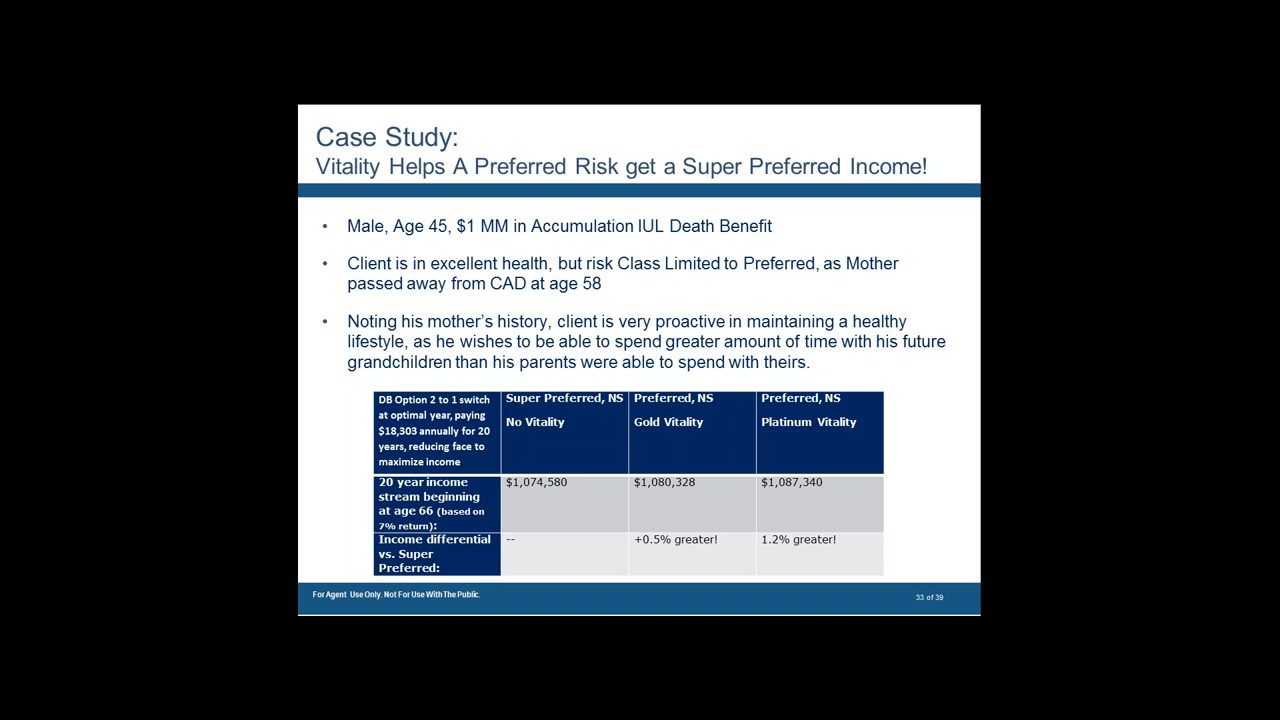 Case Study:
Vitality Helps A Preferred Risk get a Super Preferred Income!
• Male, Age 45, $1 MM in Accumulation IUL Death Benefit
• Client is in excellent health, but risk Class Limited to Preferred, as Mother
passed away from CAD at age 58
• Noting his mother's history, client is very proactive in maintaining a healthy
lifestyle, as he wishes to be able to spend greater amount of time with his future
grandchildren than his parents were able to spend with theirs.
DB Option 2 to 1 switch
at optimal year, paying
$18,303 annually for 20
years, reducing face to
maximize income
Super Preferred, NS
No Vitality
Preferred, NS
Gold Vitality
Preferred, NS
Platinum Vitality
20 year income
stream beginning
at age 66 (based on
7% return):
$1,074,580
$1,080,328
$1,087,340
Income differential
vs. Super
Preferred:
--
+0.5% greater!
1.2% greater!
For Agent Use Only. Not For Use With The Public.
33 of 39